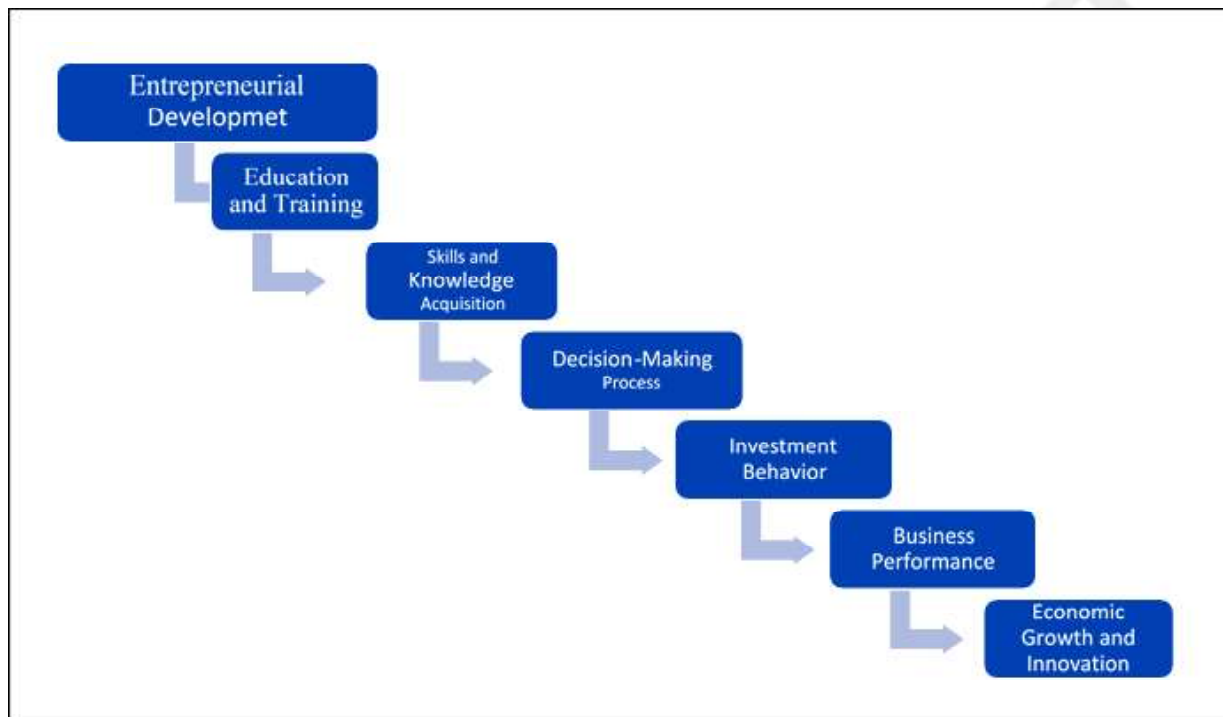 Entrepreneurial
Developmet
Education
and Training
Skills and
Knowledge
Acquisition
Decision-Making
Process
Investment
Behavior
Business
Performance
Economic
Growth and
Innovation